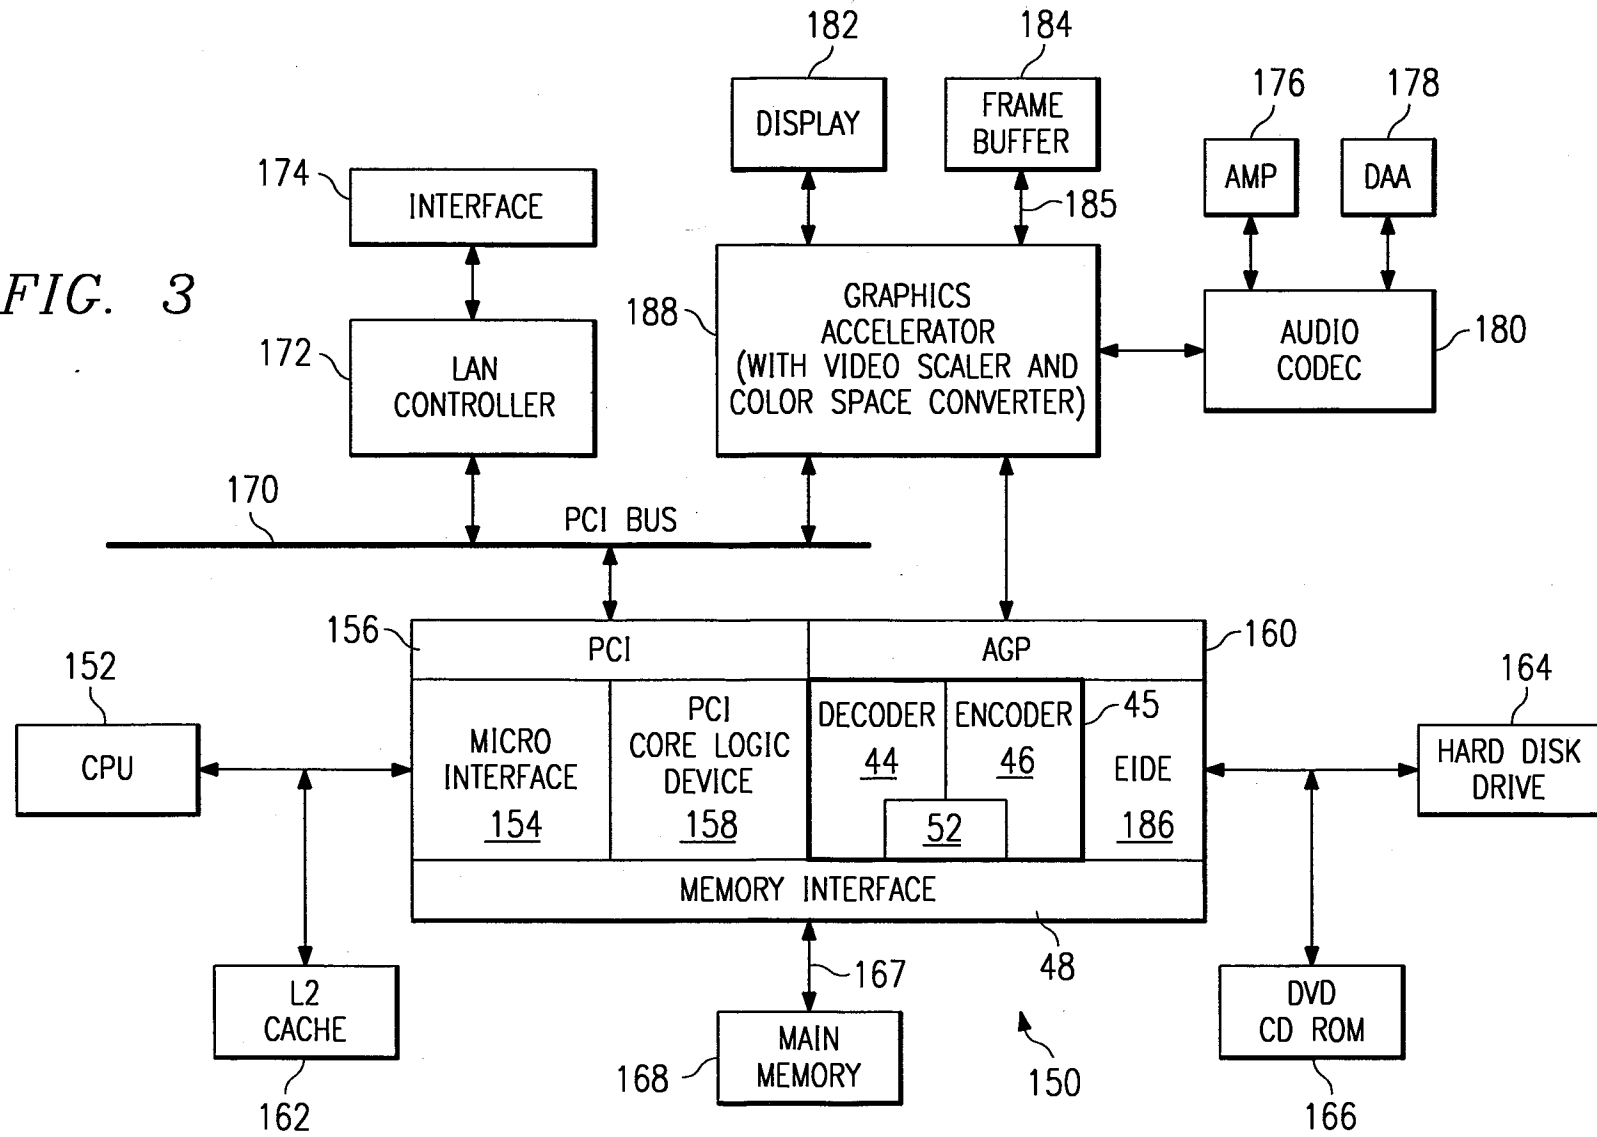 182
184
DISPLAY
FRAME
BUFFER
176
178
AMP
DAA
185
174
INTERFACE
FIG. 3
172
LAN
CONTROLLER
188
GRAPHICS
ACCELERATOR
(WITH VIDEO SCALER AND
COLOR SPACE CONVERTER)
AUDIO
CODEC
180
170
PCI BUS
156
PCI
AGP
160
152
CPU
MICRO
INTERFACE
154
PCI
CORE LOGIC
DEVICE
158
DECODER
44
ENCODER
46
52
45
EIDE
186
164
HARD DISK
DRIVE
MEMORY INTERFACE
48
L2
CACHE
162
167
MAIN
MEMORY
168
150
DVD
CD ROM
166